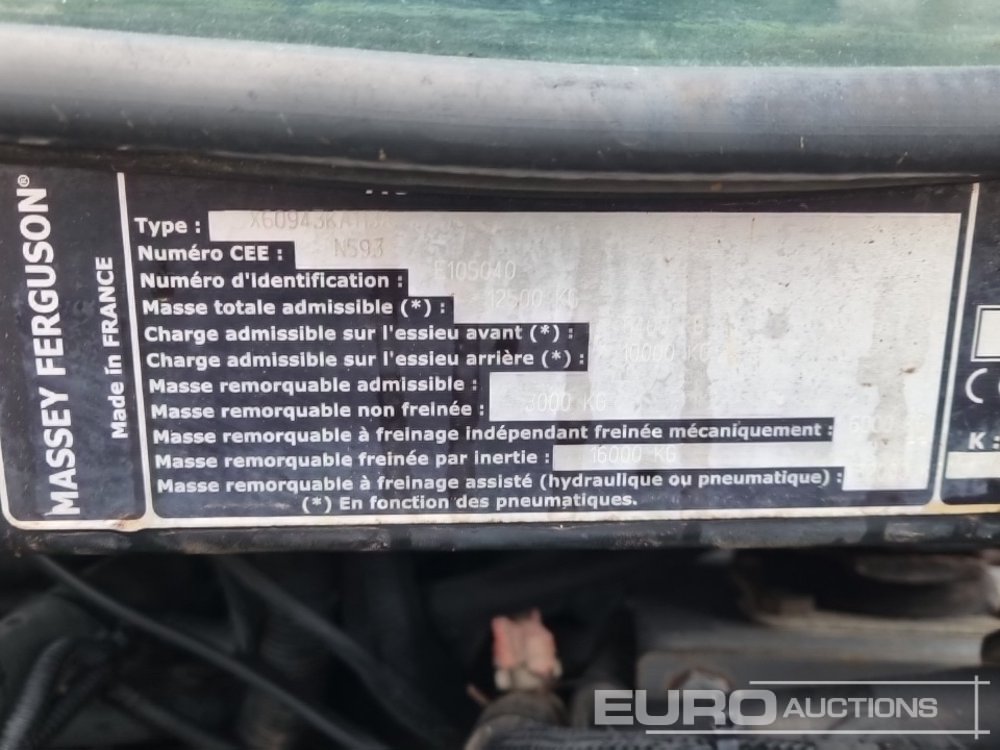 MASSEY FERGUSON®
Made in FRANCE
Type :
Numéro CEE : N593
Numéro d'Identification : E105040
Masse totale admissible (*) : 12500 KG
Charge admissible sur l'essieu avant (*) :
Charge admissible sur l'essieu arrière (*) : 10000 KG
Masse remorquable admissible :
Masse remorquable non freinée : 3000 KG
Masse remorquable à freinage indépendant freinée mécaniquement :
Masse remorquable freinée par inertie : 16000 KG
Masse remorquable à freinage assisté (hydraulique ou pneumatique) :
(*) En fonction des pneumatiques.
K :
EURO AUCTIONS